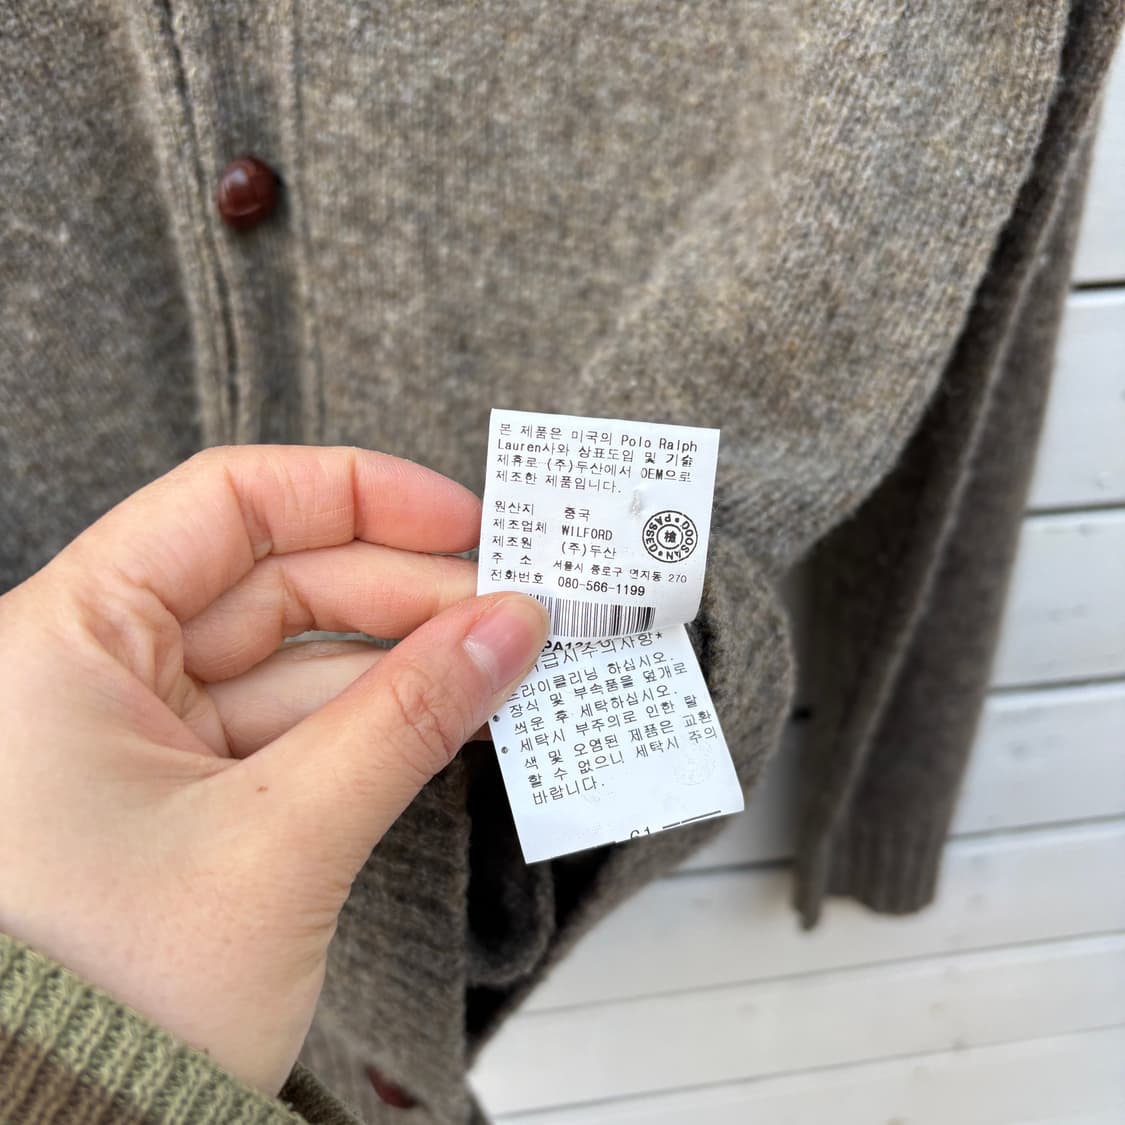 본 제품은 미국의 Polo Ralph
Lauren사와 상표도입 및 기술
제휴로 (주)두산에서 OEM으로
제조한 제품입니다.
원산지 중국
제조업체 WILFORD
제조원 (주)두산
주 소 서울시 종로구 연지동 270
전화번호 080-566-1199
DOOSAN PASSED
檢
급시주의사항*
드라이클리닝 하십시오.
장식 및 부속품을 덮개로
씌운 후 세탁하십시오.
세탁시 부주의로 인한 탈
색 및 오염된 제품은 교환
할 수 없으니 세탁시 주의
바랍니다.